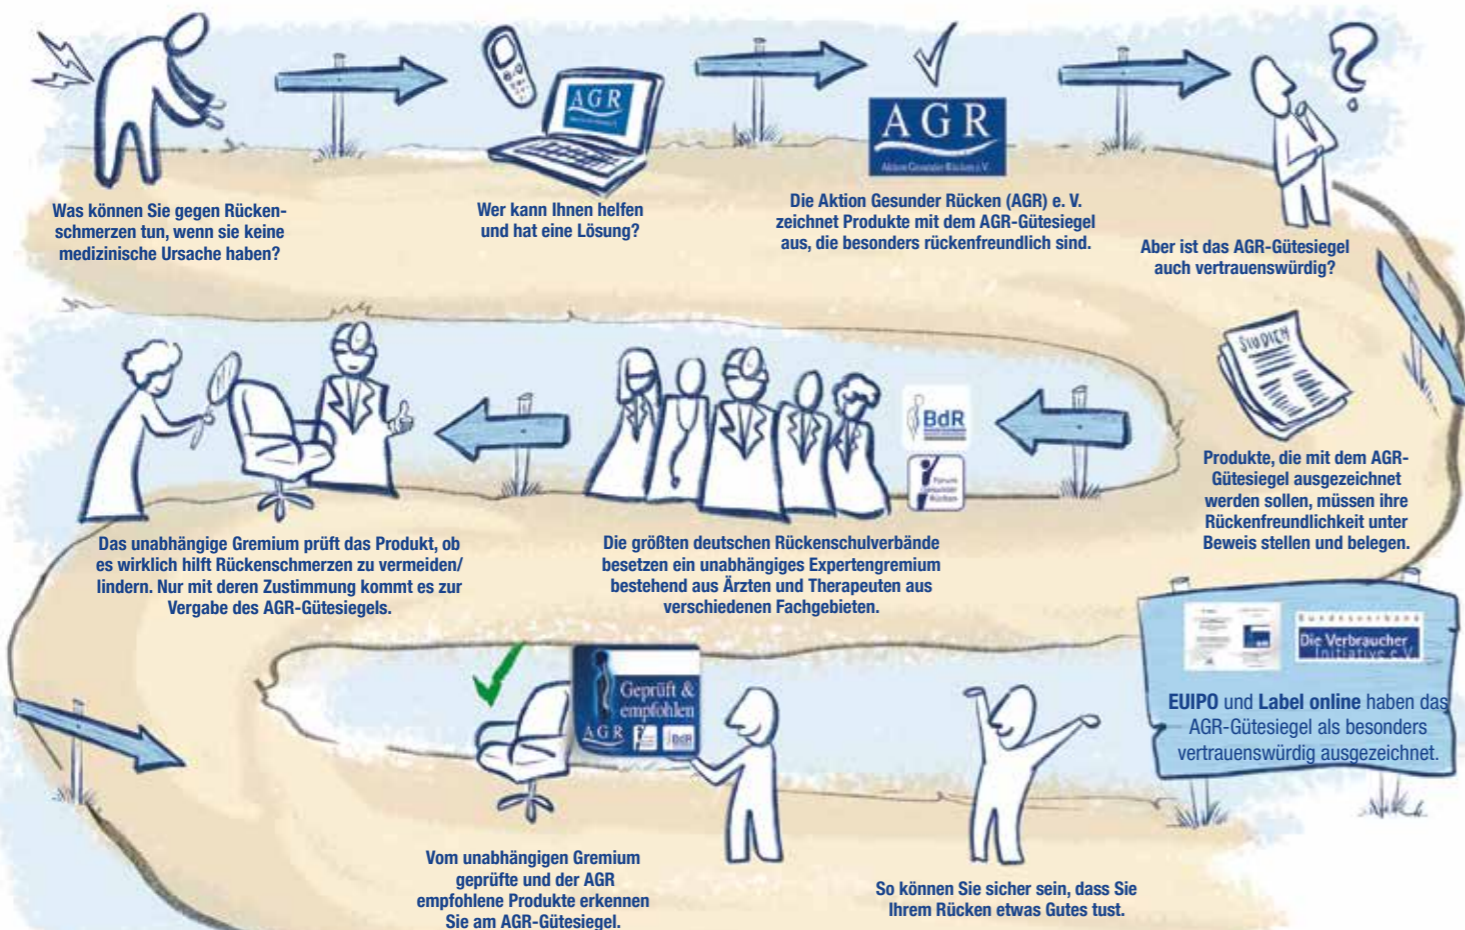 AGR
Was können Sie gegen Rücken-
schmerzen tun, wenn sie keine
medizinische Ursache haben?
Wer kann Ihnen helfen
und hat eine Lösung?
AGR
Aktion Gesunder Rücken e.V.
Die Aktion Gesunder Rücken (AGR) e. V.
zeichnet Produkte mit dem AGR-Gütesiegel
aus, die besonders rückenfreundlich sind.
?
Aber ist das AGR-Gütesiegel
auch vertrauenswürdig?
STUDIEN
Produkte, die mit dem AGR-
Gütesiegel ausgezeichnet
werden sollen, müssen ihre
Rückenfreundlichkeit unter
Beweis stellen und belegen.
BdR
Forum
Gesunder
Rücken
Die größten deutschen Rückenschulverbände
besetzen ein unabhängiges Expertengremium
bestehend aus Ärzten und Therapeuten aus
verschiedenen Fachgebieten.
Das unabhängige Gremium prüft das Produkt, ob
es wirklich hilft Rückenschmerzen zu vermeiden/
lindern. Nur mit deren Zustimmung kommt es zur
Vergabe des AGR-Gütesiegels.
Geprüft &
empfohlen
AGR
BdR
Vom unabhängigen Gremium
geprüfte und der AGR
empfohlene Produkte erkennen
Sie am AGR-Gütesiegel.
So können Sie sicher sein, dass Sie
Ihrem Rücken etwas Gutes tust.
Bundesverband
Die Verbraucher
Initiative e.V.
EUIPO und Label online haben das
AGR-Gütesiegel als besonders
vertrauenswürdig ausgezeichnet.